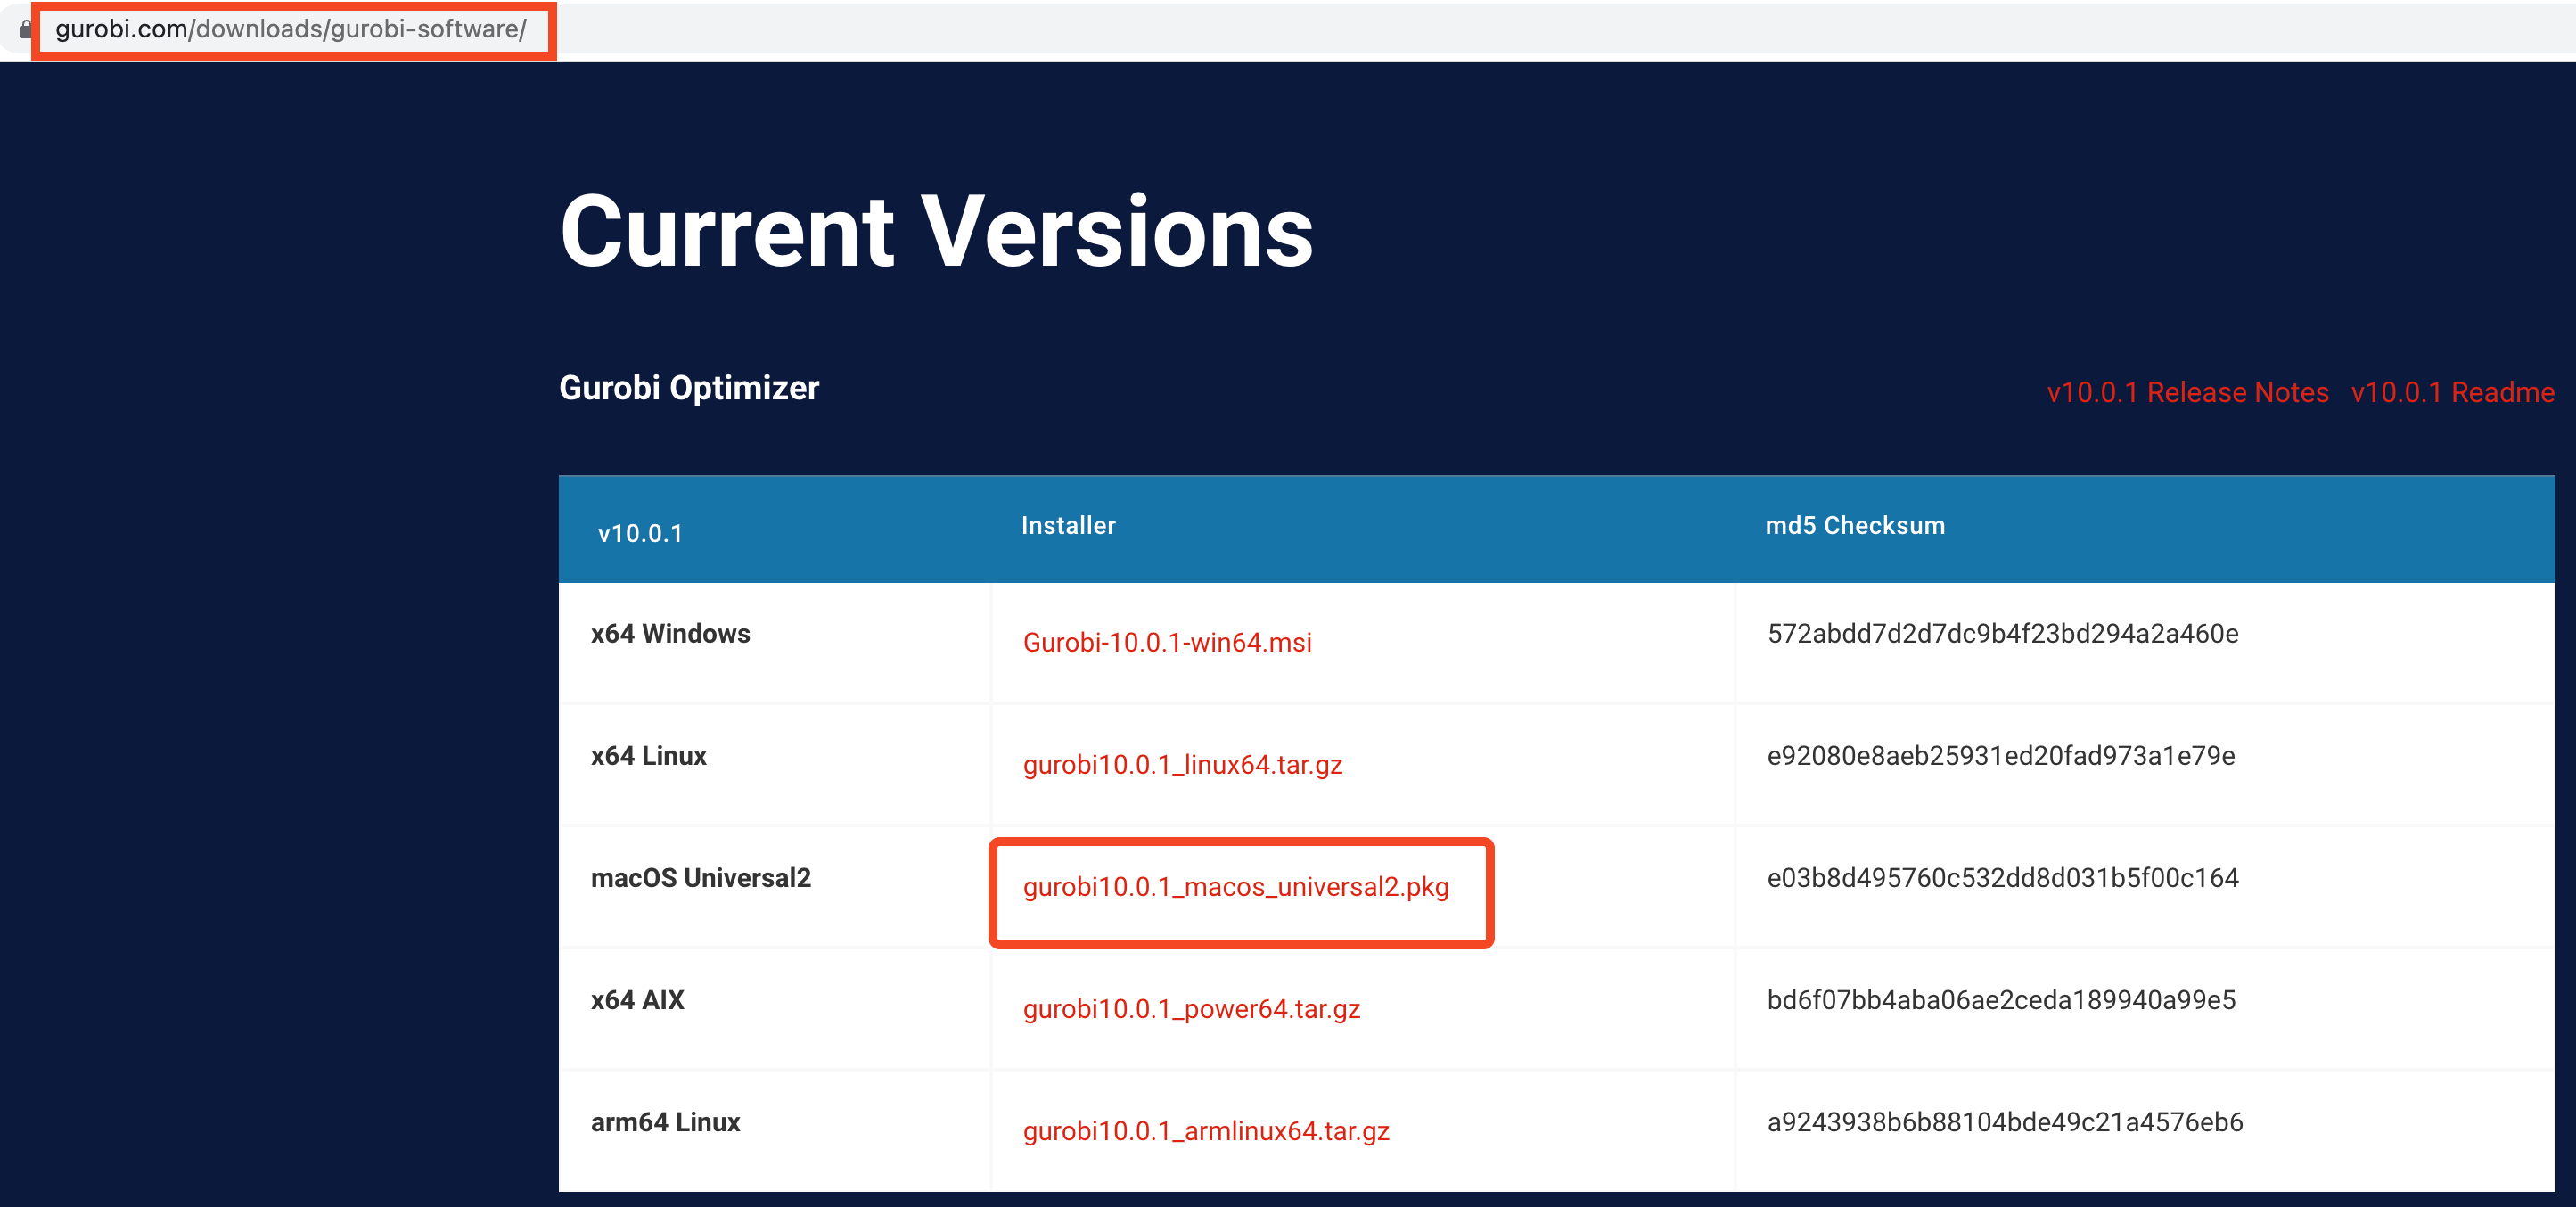 gurobi.com/downloads/gurobi-software/
Current Versions
Gurobi Optimizer
v10.0.1 Release Notes v10.0.1 Readme
v10.0.1 Installer md5 Checksum
x64 Windows Gurobi-10.0.1-win64.msi 572abdd7d2d7dc9b4f23bd294a2a460e
x64 Linux gurobi10.0.1_linux64.tar.gz e92080e8aeb25931ed20fad973a1e79e
macOS Universal2 gurobi10.0.1_macos_universal2.pkg e03b8d495760c532dd8d031b5f00c164
x64 AIX gurobi10.0.1_power64.tar.gz bd6f07bb4aba06ae2ceda189940a99e5
arm64 Linux gurobi10.0.1_armlinux64.tar.gz a9243938b6b88104bde49c21a4576eb6